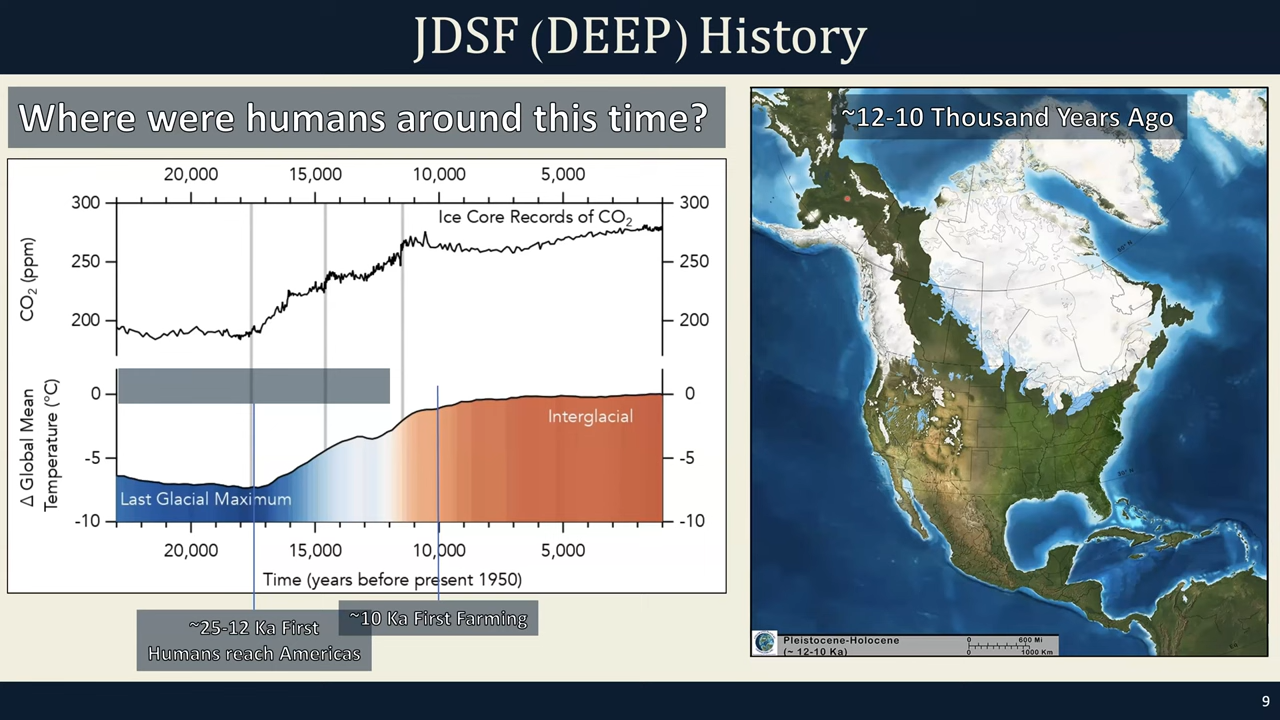 JDSF (DEEP) History
Where were humans around this time?
20,000 15,000 10,000 5,000
300 300
Ice Core Records of CO2
250 250
200 200
CO2 (ppm)
0 0
Interglacial
-5 -5
Last Glacial Maximum
-10 -10
Δ Global Mean
Temperature (°C)
20,000 15,000 10,000 5,000
Time (years before present 1950)
~25-12 Ka First
Humans reach Americas
~10 Ka First Farming
~12-10 Thousand Years Ago
Pleistocene-Holocene
(~ 12-10 Ka)
0 600 Mi
0 1000 Km
9